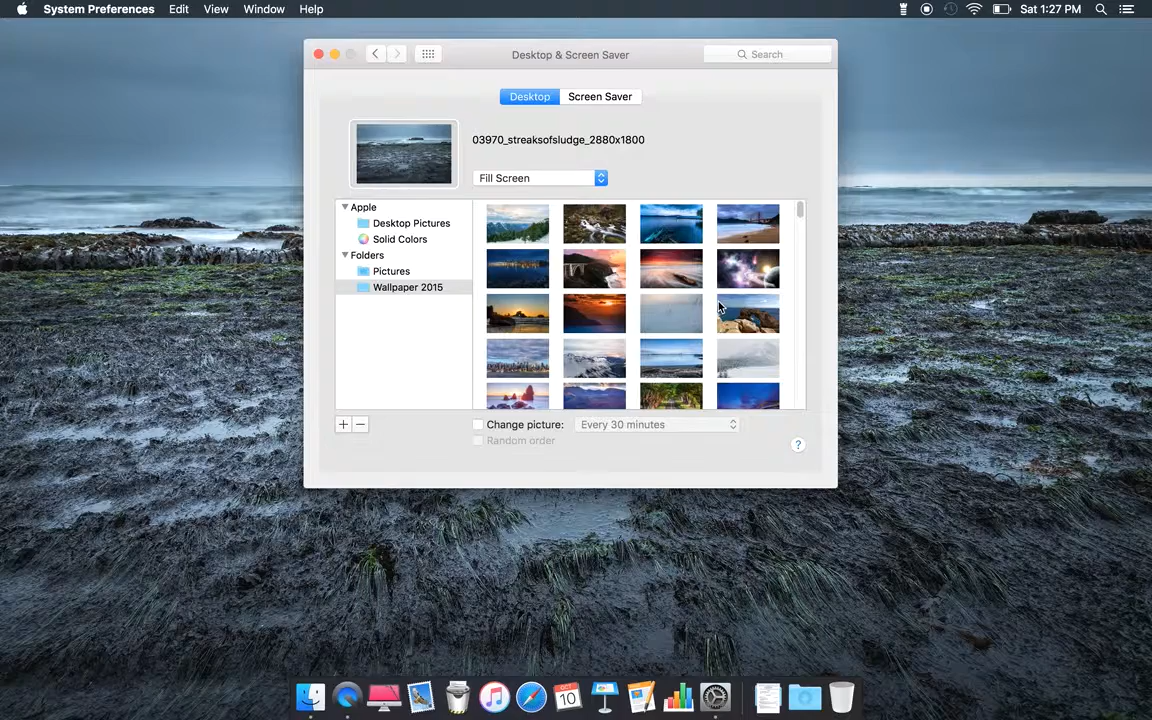 System Preferences Edit View Window Help Sat 1:27 PM
Desktop & Screen Saver Search
Desktop Screen Saver
03970_streaksofsludge_2880x1800
Fill Screen
Apple
Desktop Pictures
Solid Colors
Folders
Pictures
Wallpaper 2015
+ − Change picture: Every 30 minutes
Random order
?
OCT
10